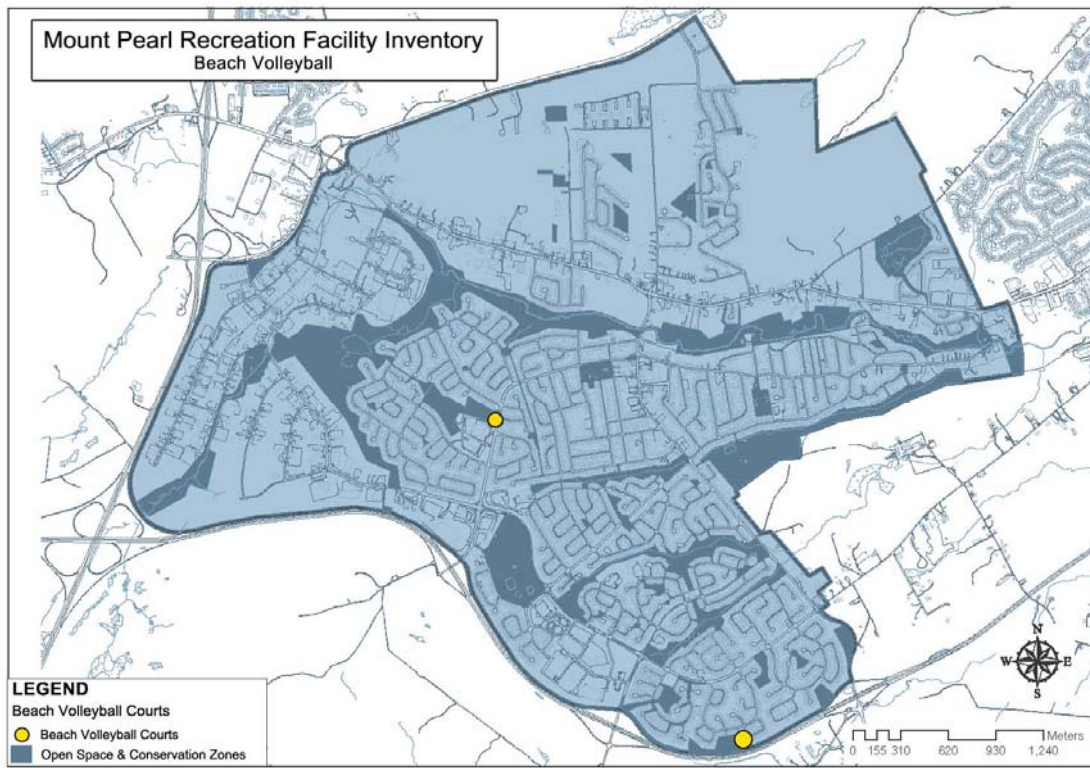 Mount Pearl Recreation Facility Inventory
Beach Volleyball
LEGEND
Beach Volleyball Courts
Beach Volleyball Courts
Open Space & Conservation Zones
N
W E
S
Meters
0 155 310 620 930 1,240